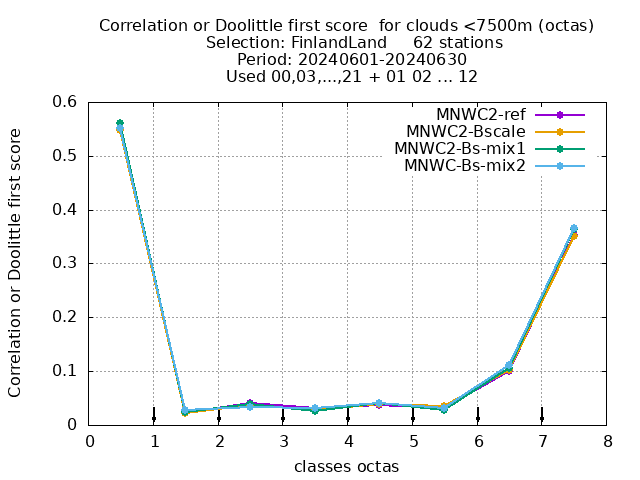 Correlation or Doolittle first score  for clouds <7500m (octas)
Selection: FinlandLand     62 stations
Period: 20240601-20240630
Used 00,03,...,21 + 01 02 ... 12
Correlation or Doolittle first score
0.6
0.5
0.4
0.3
0.2
0.1
0
MNWC2-ref
MNWC2-Bscale
MNWC2-Bs-mix1
MNWC-Bs-mix2
0 1 2 3 4 5 6 7 8
classes octas